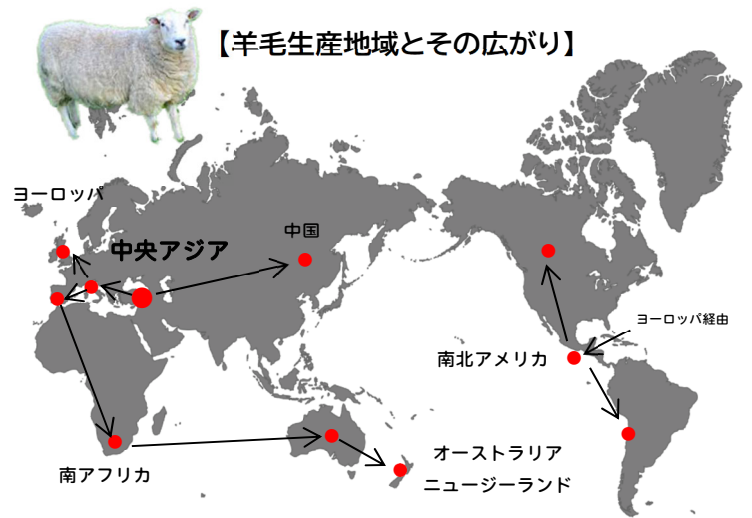 【羊毛生産地域とその広がり】
ヨーロッパ
中央アジア
中国
ヨーロッパ経由
南北アメリカ
オーストラリア
南アフリカ
ニュージーランド